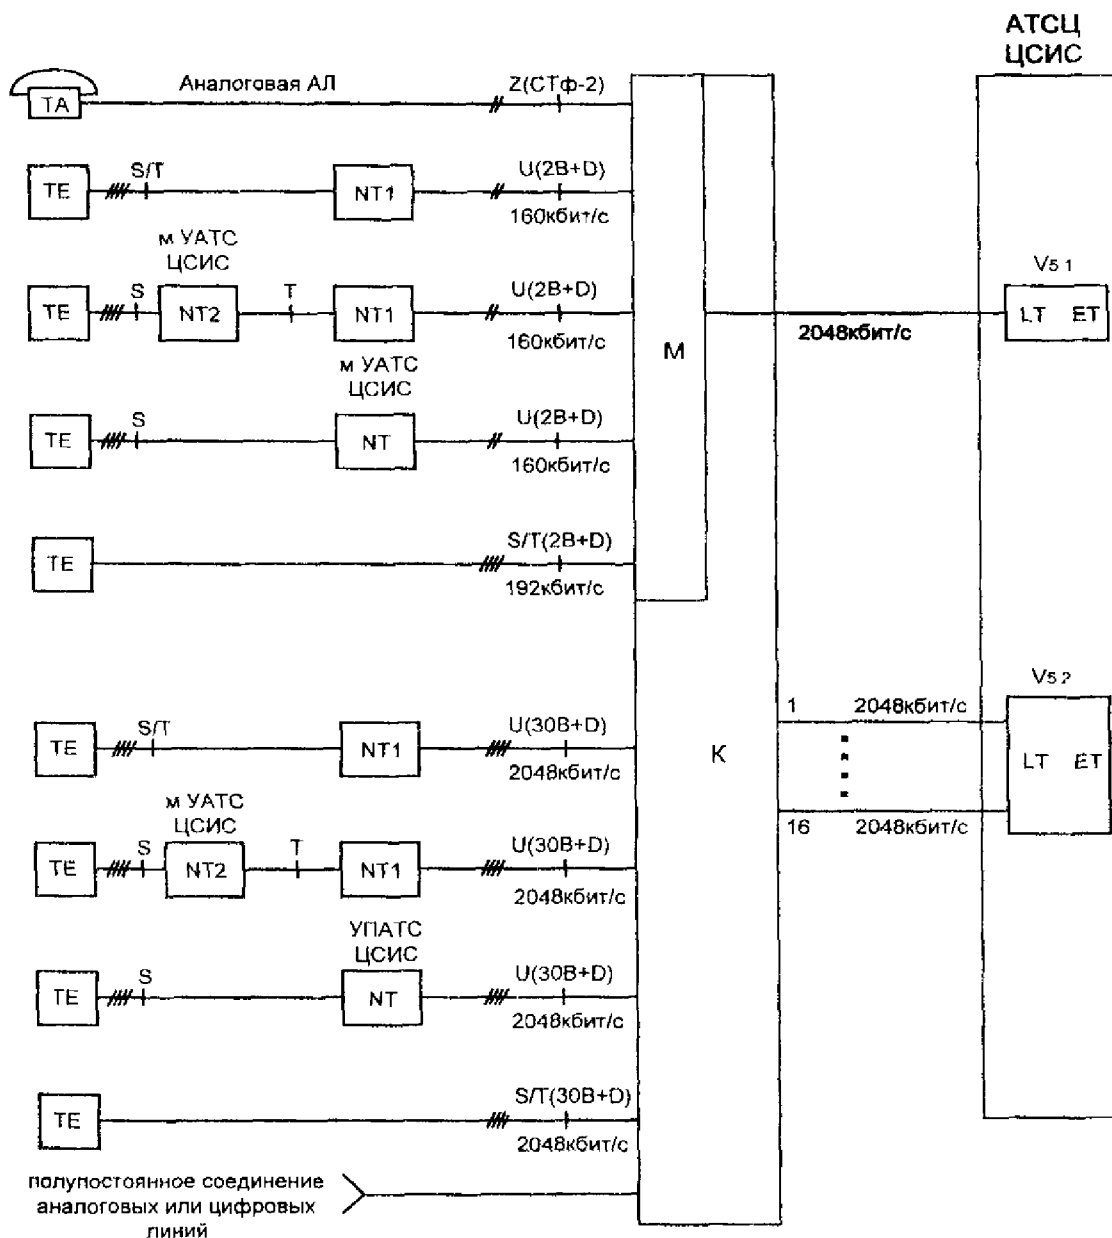 АТСЦ
ЦСИС
Аналоговая АЛ
Z(СТф-2)
ТА
S/T
U(2B+D)
TE
NT1
160кбит/с
м УАТС
ЦСИС
V5.1
S
T
U(2B+D)
TE
NT2
NT1
LT ET
160кбит/с
2048кбит/с
М
м УАТС
ЦСИС
S
U(2B+D)
TE
NT
160кбит/с
S/T(2B+D)
TE
192кбит/с
V5.2
1
2048кбит/с
S/T
U(30B+D)
TE
NT1
К
LT ET
2048кбит/с
м УАТС
ЦСИС
16
2048кбит/с
S
T
U(30B+D)
TE
NT2
NT1
2048кбит/с
УПАТС
ЦСИС
S
U(30B+D)
TE
NT
2048кбит/с
S/T(30B+D)
TE
2048кбит/с
полупостоянное соединение
аналоговых или цифровых
линий